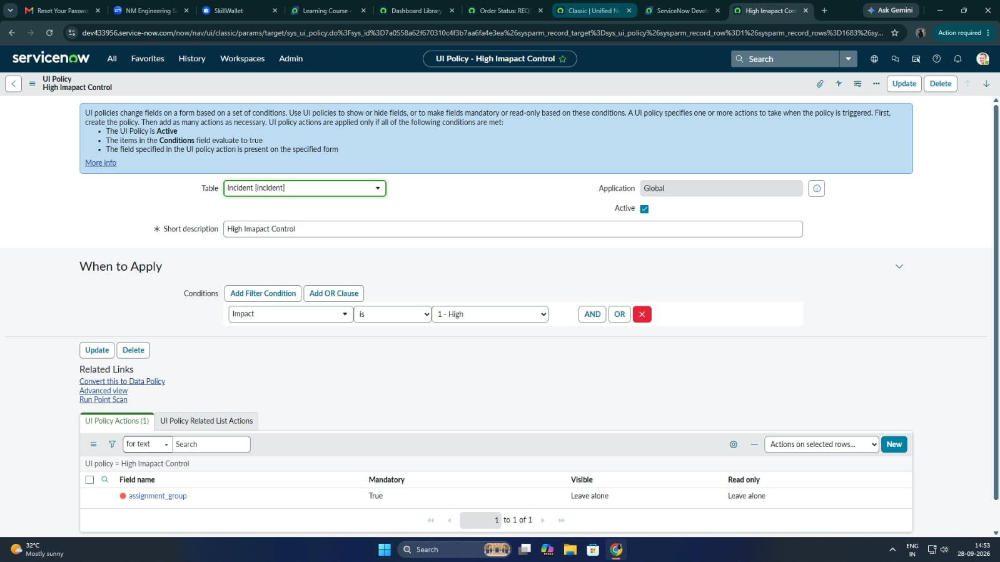 Reset Your Passwo
NM Engineering S
SkillWallet
Learning Course -
Dashboard Library
Order Status: REQ
Classic | Unified N
ServiceNow Devel
High Imapact Con
Ask Gemini
dev433956.service-now.com/now/nav/ui/classic/params/target/sys_ui_policy.do%3Fsys_id%3D7a0558a62f670310c4f3b7aa6fa4e3ea%26sysparm_record_target%3Dsys_ui_policy%26sysparm_record_row%3D1%26sysparm_record_rows%3D1683%26sy...
Action required
servicenow
All
Favorites
History
Workspaces
Admin
UI Policy - High Imapact Control
Search
UI Policy
High Imapact Control
Update
Delete
UI policies change fields on a form based on a set of conditions. Use UI policies to show or hide fields, or to make fields mandatory or read-only based on these conditions. A UI policy specifies one or more actions to take when the policy is triggered. First,
create the policy. Then add as many actions as necessary. UI policy actions are applied only if all of the following conditions are met:
• The UI Policy is Active
• The items in the Conditions field evaluate to true
• The field specified in the UI policy action is present on the specified form
More info
Table
Incident [incident]
Application
Global
Active
Short description
High Imapact Control
When to Apply
Conditions
Add Filter Condition
Add OR Clause
Impact
is
1 - High
AND
OR
Update
Delete
Related Links
Convert this to Data Policy
Advanced view
Run Point Scan
UI Policy Actions (1)
UI Policy Related List Actions
for text
Search
Actions on selected rows...
New
UI policy = High Imapact Control
Field name
Mandatory
Visible
Read only
assignment_group
True
Leave alone
Leave alone
1 to 1 of 1
32°C
Mostly sunny
Search
M365
ENG
IN
14:53
28-09-2026